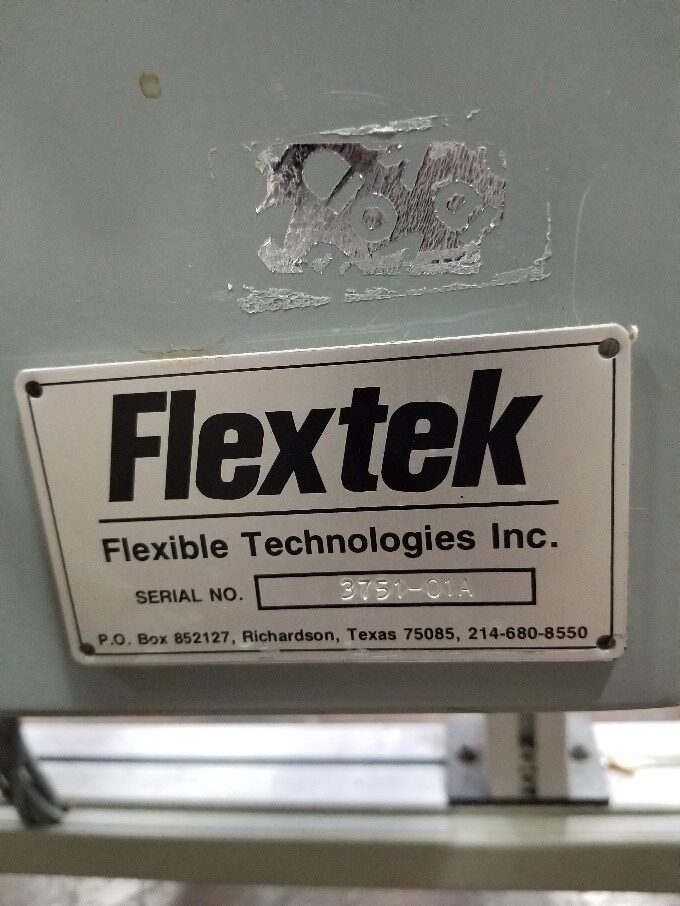 Flextek
Flexible Technologies Inc.
SERIAL NO. 3751-01A
P.O. Box 852127, Richardson, Texas 75085, 214-680-8550